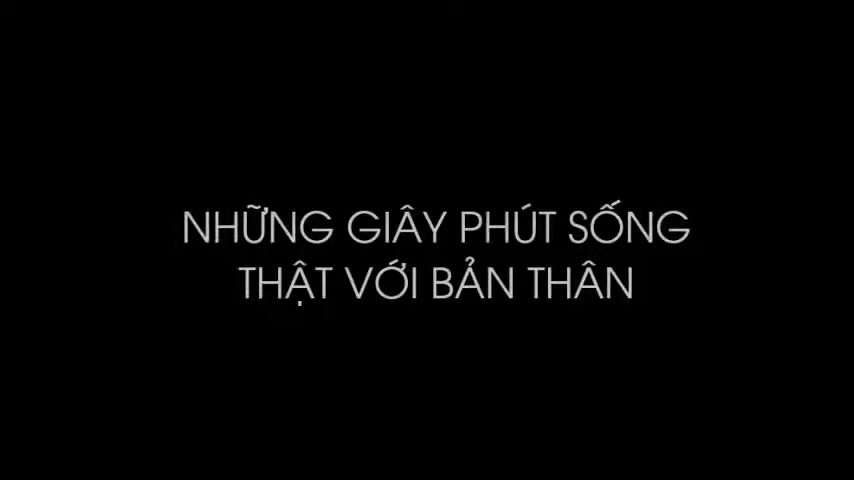 NHỮNG GIÂY PHÚT SỐNG
THẬT VỚI BẢN THÂN